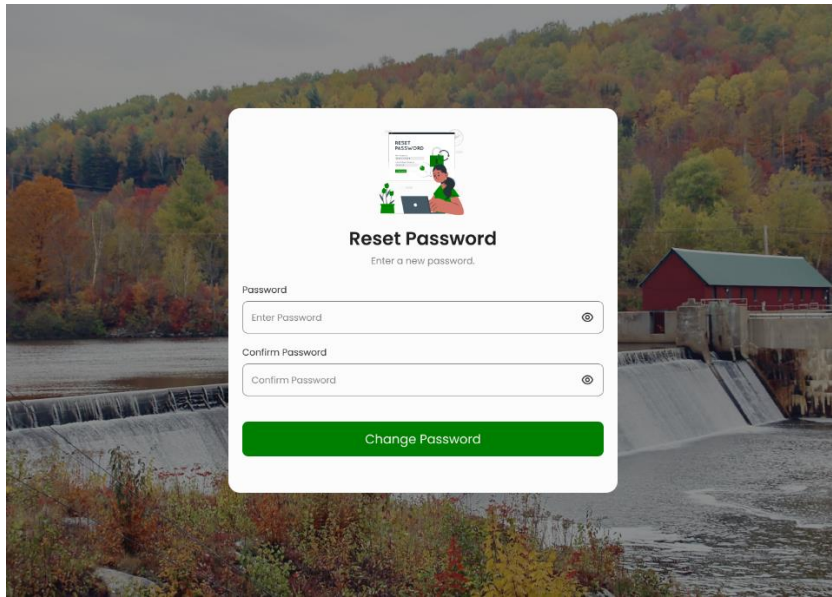 RESET
PASSWORD
Reset Password
Enter a new password.
Password
Enter Password
Confirm Password
Confirm Password
Change Password